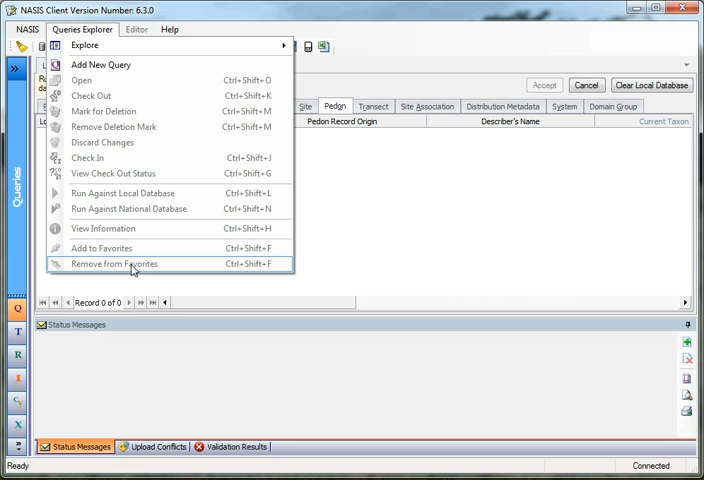 NASIS Client Version Number: 6.3.0
NASIS Queries Explorer Editor Help
Explore
Add New Query
Open Ctrl+Shift+O
Check Out Ctrl+Shift+K
Mark for Deletion Ctrl+Shift+M
Remove Deletion Mark Ctrl+Shift+M
Discard Changes
Check In Ctrl+Shift+J
View Check Out Status Ctrl+Shift+G
Run Against Local Database Ctrl+Shift+L
Run Against National Database Ctrl+Shift+N
View Information Ctrl+Shift+H
Add to Favorites Ctrl+Shift+F
Remove from Favorites Ctrl+Shift+F
Accept Cancel Clear Local Database
Site Pedon Transect Site Association Distribution Metadata System Domain Group
Pedon Record Origin Describer's Name Current Taxon
Queries
Record 0 of 0
Q
T
R
I
CV
X
Status Messages
Status Messages Upload Conflicts Validation Results
Ready Connected